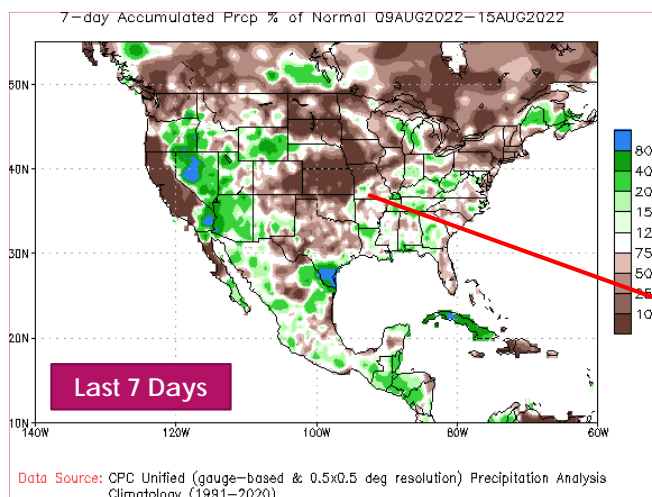 7-day Accumulated Prcp % of Normal 09AUG2022-15AUG2022
50N
40N
30N
20N
10N
140W 120W 100W 80W 60W
80
40
20
15
12
75
50
25
10
Last 7 Days
Data Source: CPC Unified (gauge-based & 0.5x0.5 deg resolution) Precipitation Analysis
Climatology (1991-2020)